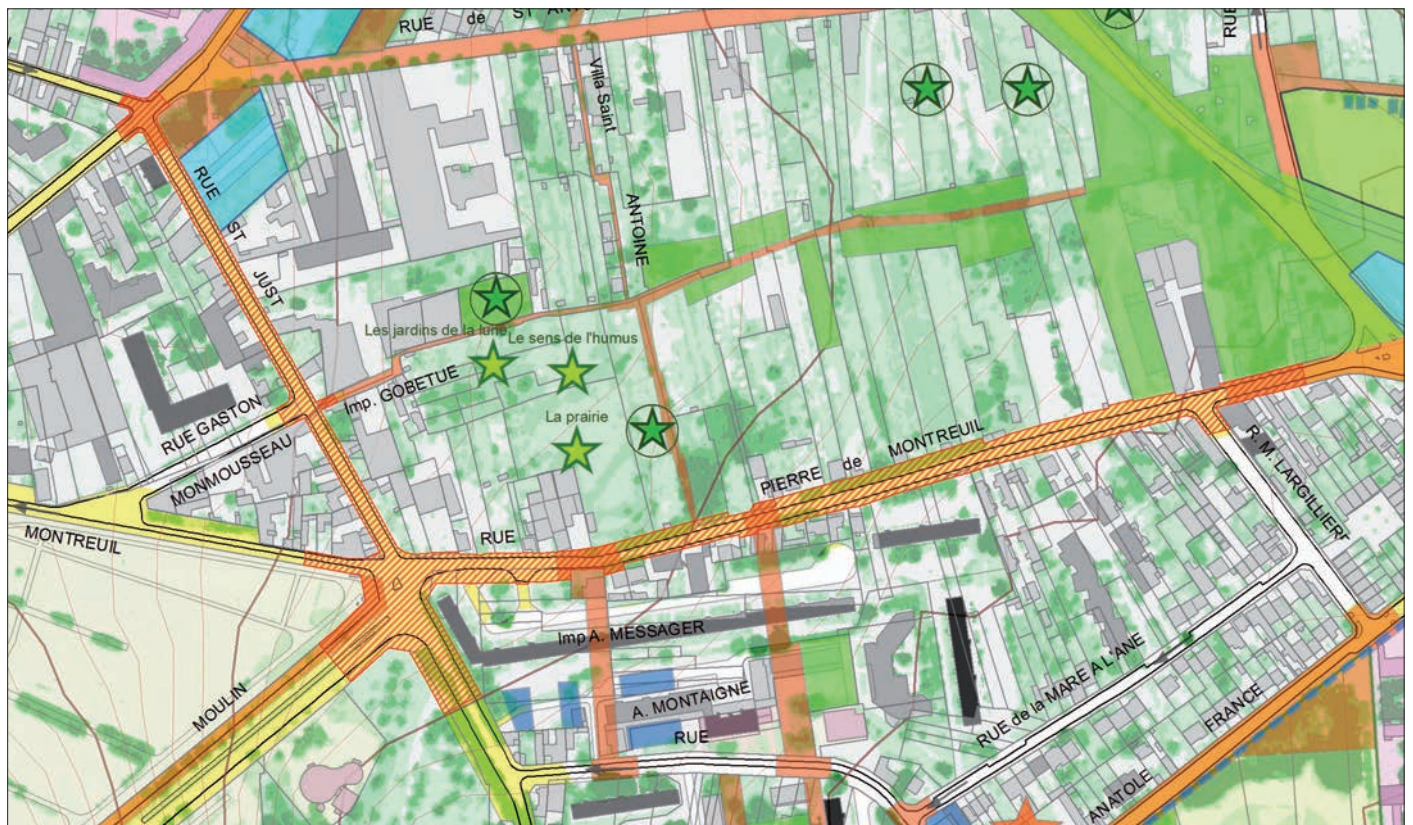 RUE de ST
RUE
Villa Saint
ANTOINE
RUE ST JUST
Les jardins de la lune
Le sens de l'humus
Imp. GOBETUE
La prairie
RUE GASTON
MONMOUSSEAU
MONTREUIL
RUE
PIERRE de MONTREUIL
R. M. LARGILLIERE
MOULIN
Imp A. MESSAGER
A. MONTAIGNE
RUE
RUE de la MARE A L'ANE
ANATOLE FRANCE